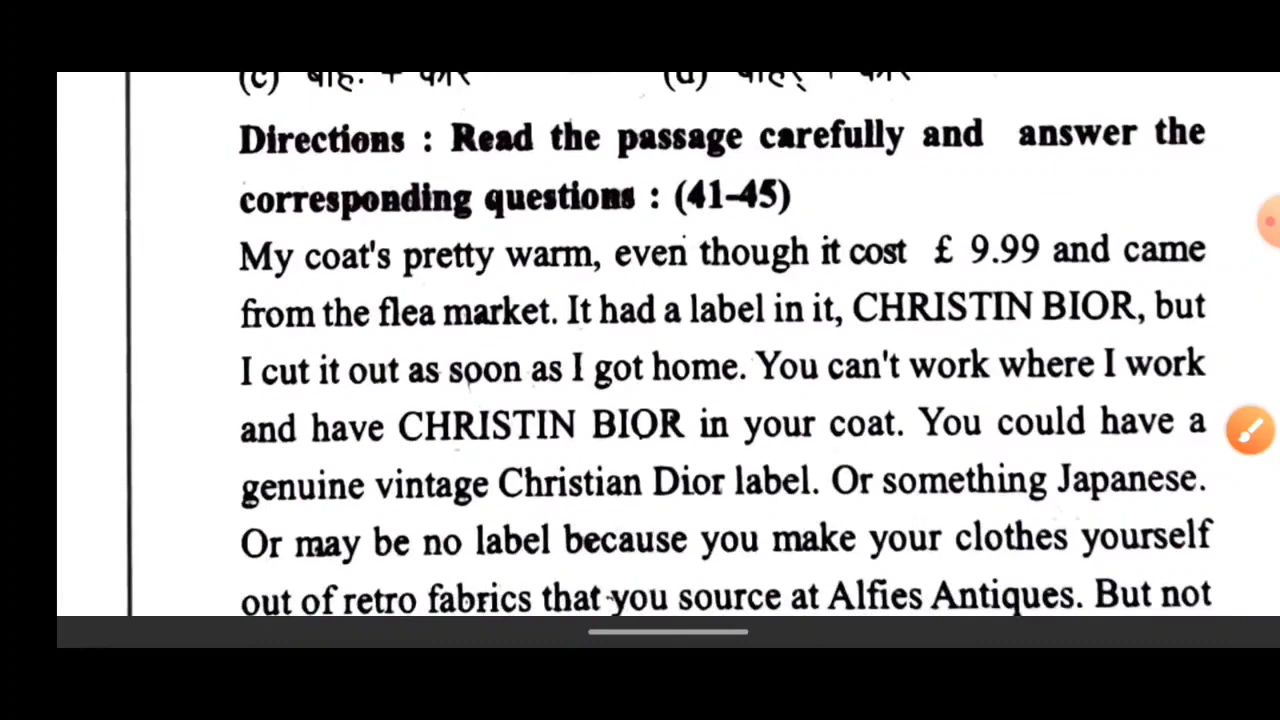 Directions : Read the passage carefully and answer the
corresponding questions : (41-45)
My coat's pretty warm, even though it cost £ 9.99 and came
from the flea market. It had a label in it, CHRISTIN BIOR, but
I cut it out as soon as I got home. You can't work where I work
and have CHRISTIN BIOR in your coat. You could have a
genuine vintage Christian Dior label. Or something Japanese.
Or may be no label because you make your clothes yourself
out of retro fabrics that you source at Alfies Antiques. But not